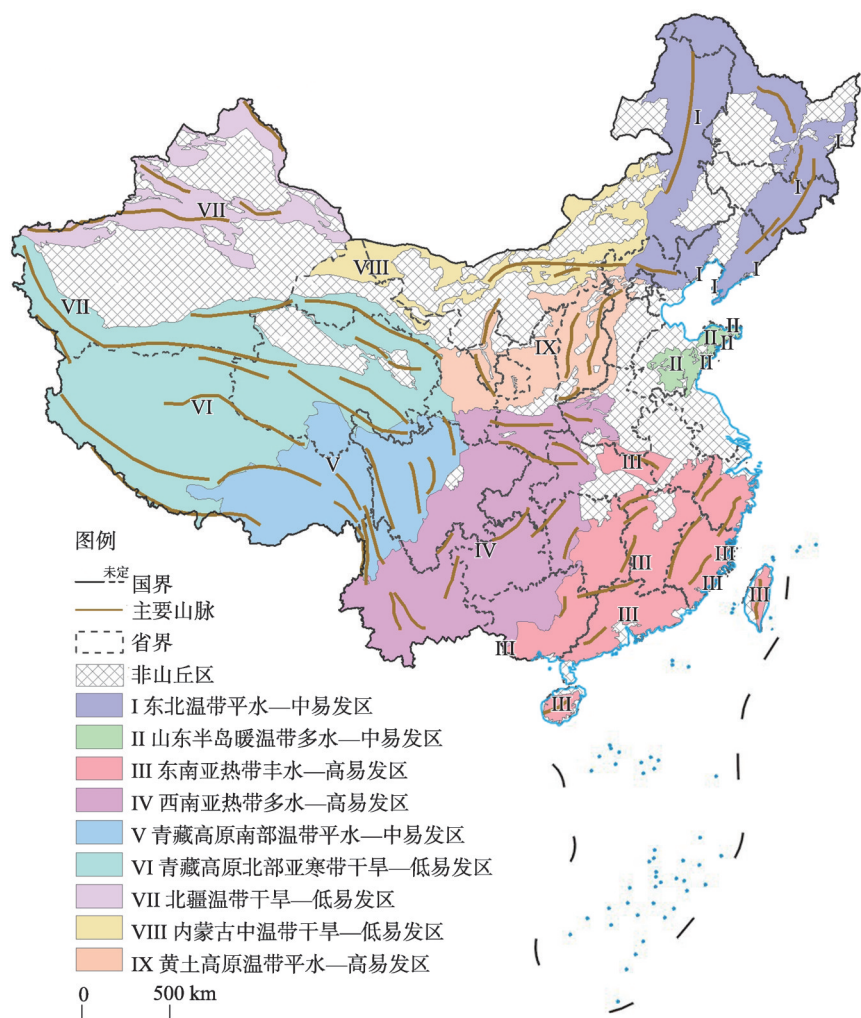 I
I
I
VII
VIII
I
I
I
VII
IX
II
II
II
II
II
VI
V
III
IV
III
III
III
III
III
III
III
图例
未定
国界
主要山脉
省界
非山丘区
I 东北温带平水—中易发区
II 山东半岛暖温带多水—中易发区
III 东南亚热带丰水—高易发区
IV 西南亚热带多水—高易发区
V 青藏高原南部温带平水—中易发区
VI 青藏高原北部亚寒带干旱—低易发区
VII 北疆温带干旱—低易发区
VIII 内蒙古中温带干旱—低易发区
IX 黄土高原温带平水—高易发区
0 500 km